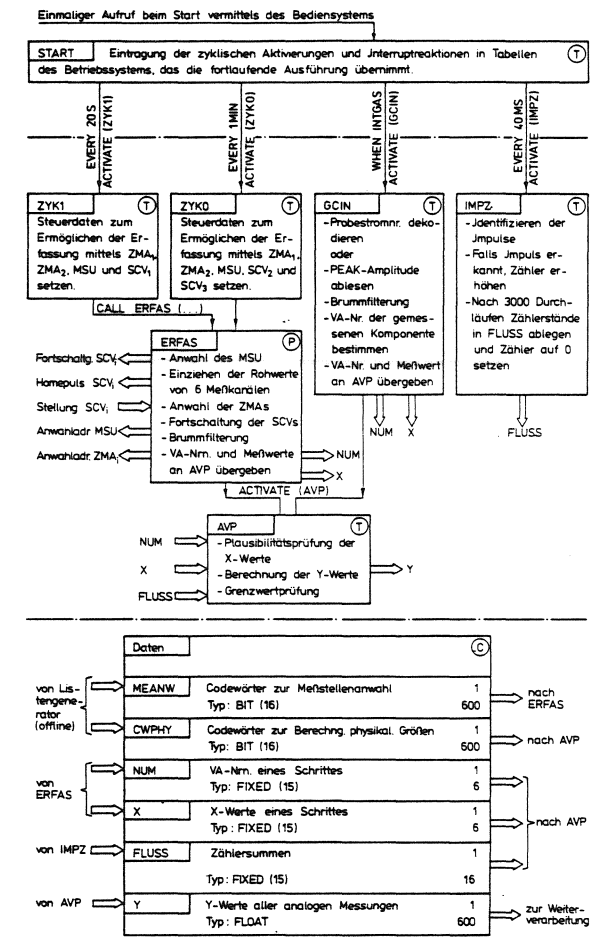 Einmaliger Aufruf beim Start vermittels des Bediensystems
START Eintragung der zyklischen Aktivierungen und Jnterruptreaktionen in Tabellen T
des Betriebssystems, das die fortlaufende Ausführung übernimmt.
EVERY 20 S
ACTIVATE (ZYK1)
EVERY 1 MIN
ACTIVATE (ZYK0)
WHEN INTGAS
ACTIVATE (GCIN)
EVERY 40 MS
ACTIVATE (IMPZ)
ZYK1 T
Steuerdaten zum
Ermöglichen der Er-
fassung mittels ZMA1,
ZMA2, MSU und SCV1
setzen.
ZYK0 T
Steuerdaten zum
Ermöglichen der Er-
fassung mittels ZMA1,
ZMA2, MSU, SCV2 und
SCV3 setzen.
GCIN T
-Probestromnr. deko-
dieren
oder
-PEAK-Amplitude
ablesen
-Brummfilterung
-VA-Nr. der gemes-
senen Komponente
bestimmen
-VA-Nr. und Meßwert
an AVP übergeben
IMPZ T
-Jdentifizieren der
Jmpulse
-Falls Jmpuls er-
kannt, Zähler er-
höhen
-Nach 3000 Durch-
läufen Zählerstände
in FLUSS ablegen
und Zähler auf 0
setzen
CALL ERFAS (...)
ERFAS P
- Anwahl des MSU
- Einziehen der Rohwerte
von 6 Meßkanälen
- Anwahl der ZMAs
- Fortschaltung der SCVs
- Brummfilterung
- VA-Nrn. und Meßwerte
an AVP übergeben
Fortschaltg. SCVi
Homepuls SCVi
Stellung SCVi
Anwahladr MSU
Anwahladr. ZMAi
NUM
X
NUM X
FLUSS
ACTIVATE (AVP)
AVP T
- Plausibilitätsprüfung der
X-Werte
- Berechnung der Y-Werte
- Grenzwertprüfung
NUM
X
FLUSS
Y
Daten C
von Lis-
tengene-
rator
(offline)
MEANW Codewörter zur Meßstellenanwahl 1
Typ: BIT (16) 600
nach
ERFAS
CWPHY Codewörter zur Berechng. physikal. Größen 1
Typ: BIT (16) 600
nach AVP
von
ERFAS
NUM VA-Nrn. eines Schrittes 1
Typ: FIXED (15) 6
X X-Werte eines Schrittes 1
Typ: FIXED (15) 6
nach AVP
von IMPZ
FLUSS Zählersummen 1
Typ: FIXED (15) 16
von AVP
Y Y-Werte aller analogen Messungen 1
Typ: FLOAT 600
zur Weiter-
verarbeitung